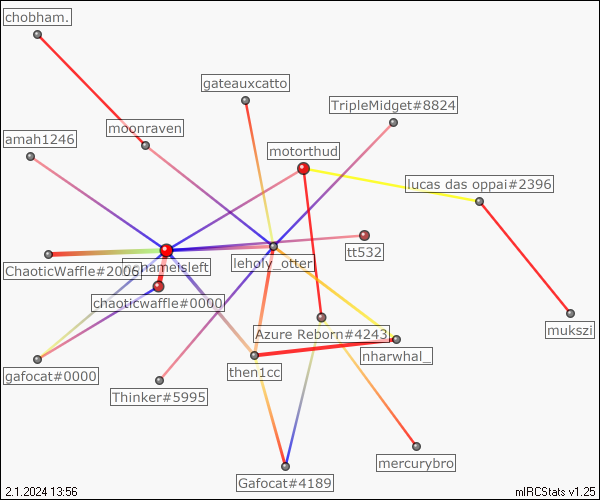 chobham.
gateauxcatto
TripleMidget#8824
moonraven
amah1246
motorthud
lucas das oppai#2396
tt532
leholy_otter
ChaoticWaffle#2006
nameisleft
chaoticwaffle#0000
mukszi
Azure Reborn#4243
nharwhal_
gafocat#0000
then1cc
Thinker#5995
mercurybro
Gafocat#4189
2.1.2024 13:56
mIRCStats v1.25